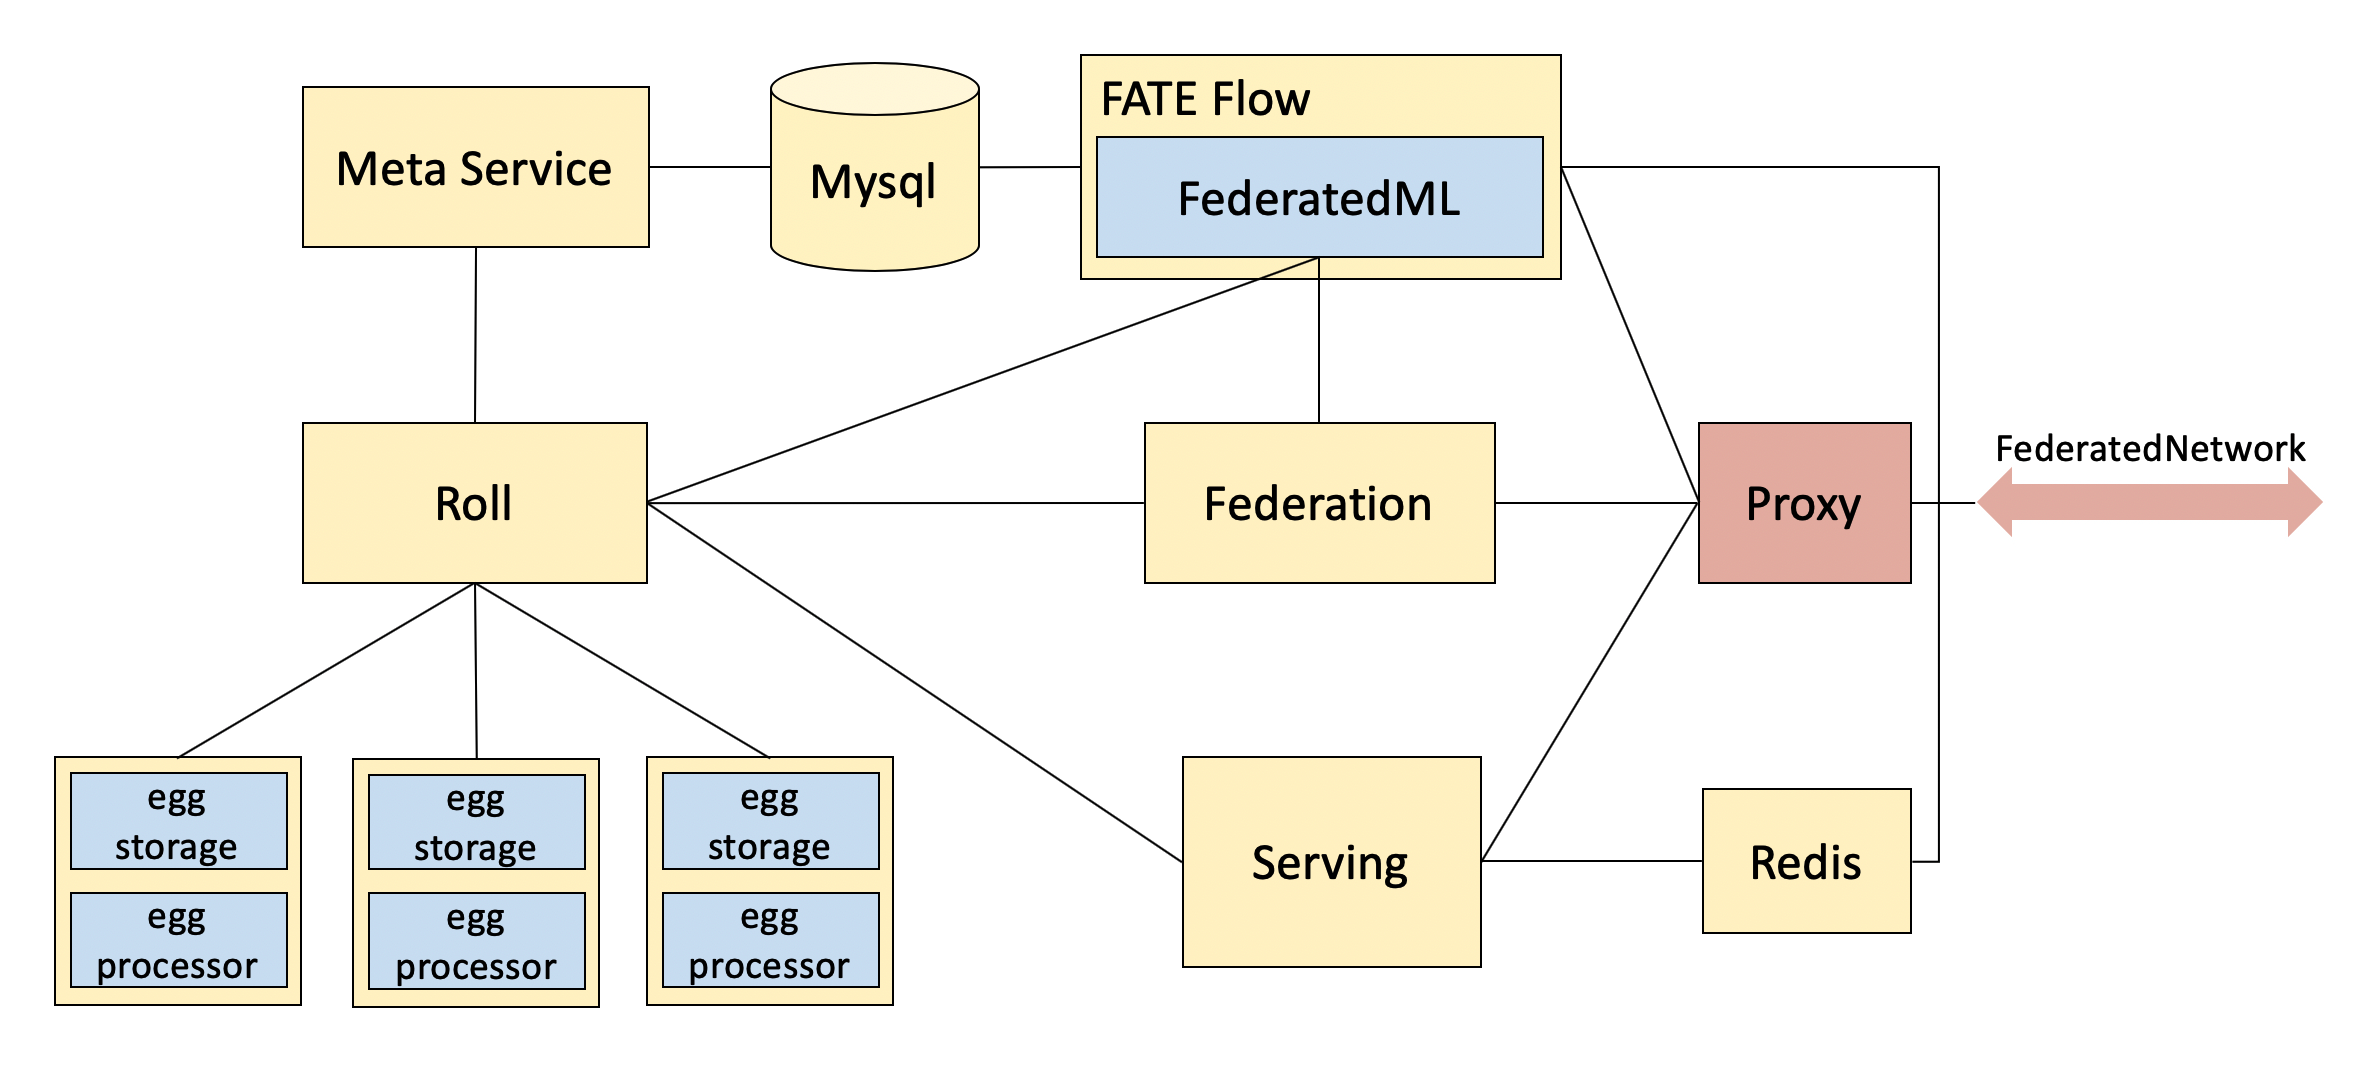 FATE Flow
Meta Service
Mysql
FederatedML
FederatedNetwork
Roll
Federation
Proxy
egg
storage
egg
processor
egg
storage
egg
processor
egg
storage
egg
processor
Serving
Redis